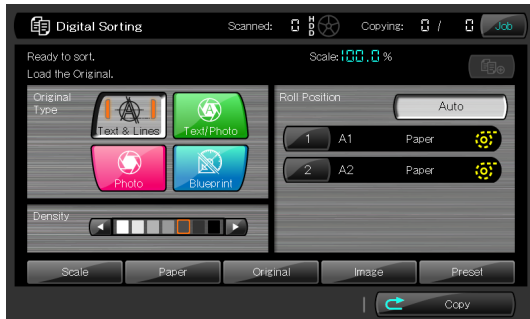 Digital Sorting Scanned: 0 HDD Copying: 0 / 0 Job
Ready to sort. Scale: 100.0 %
Load the Original.
Original Type
Text & Lines Text/Photo
Photo Blueprint
Density
Roll Position Auto
1 A1 Paper
2 A2 Paper
Scale Paper Original Image Preset
Copy